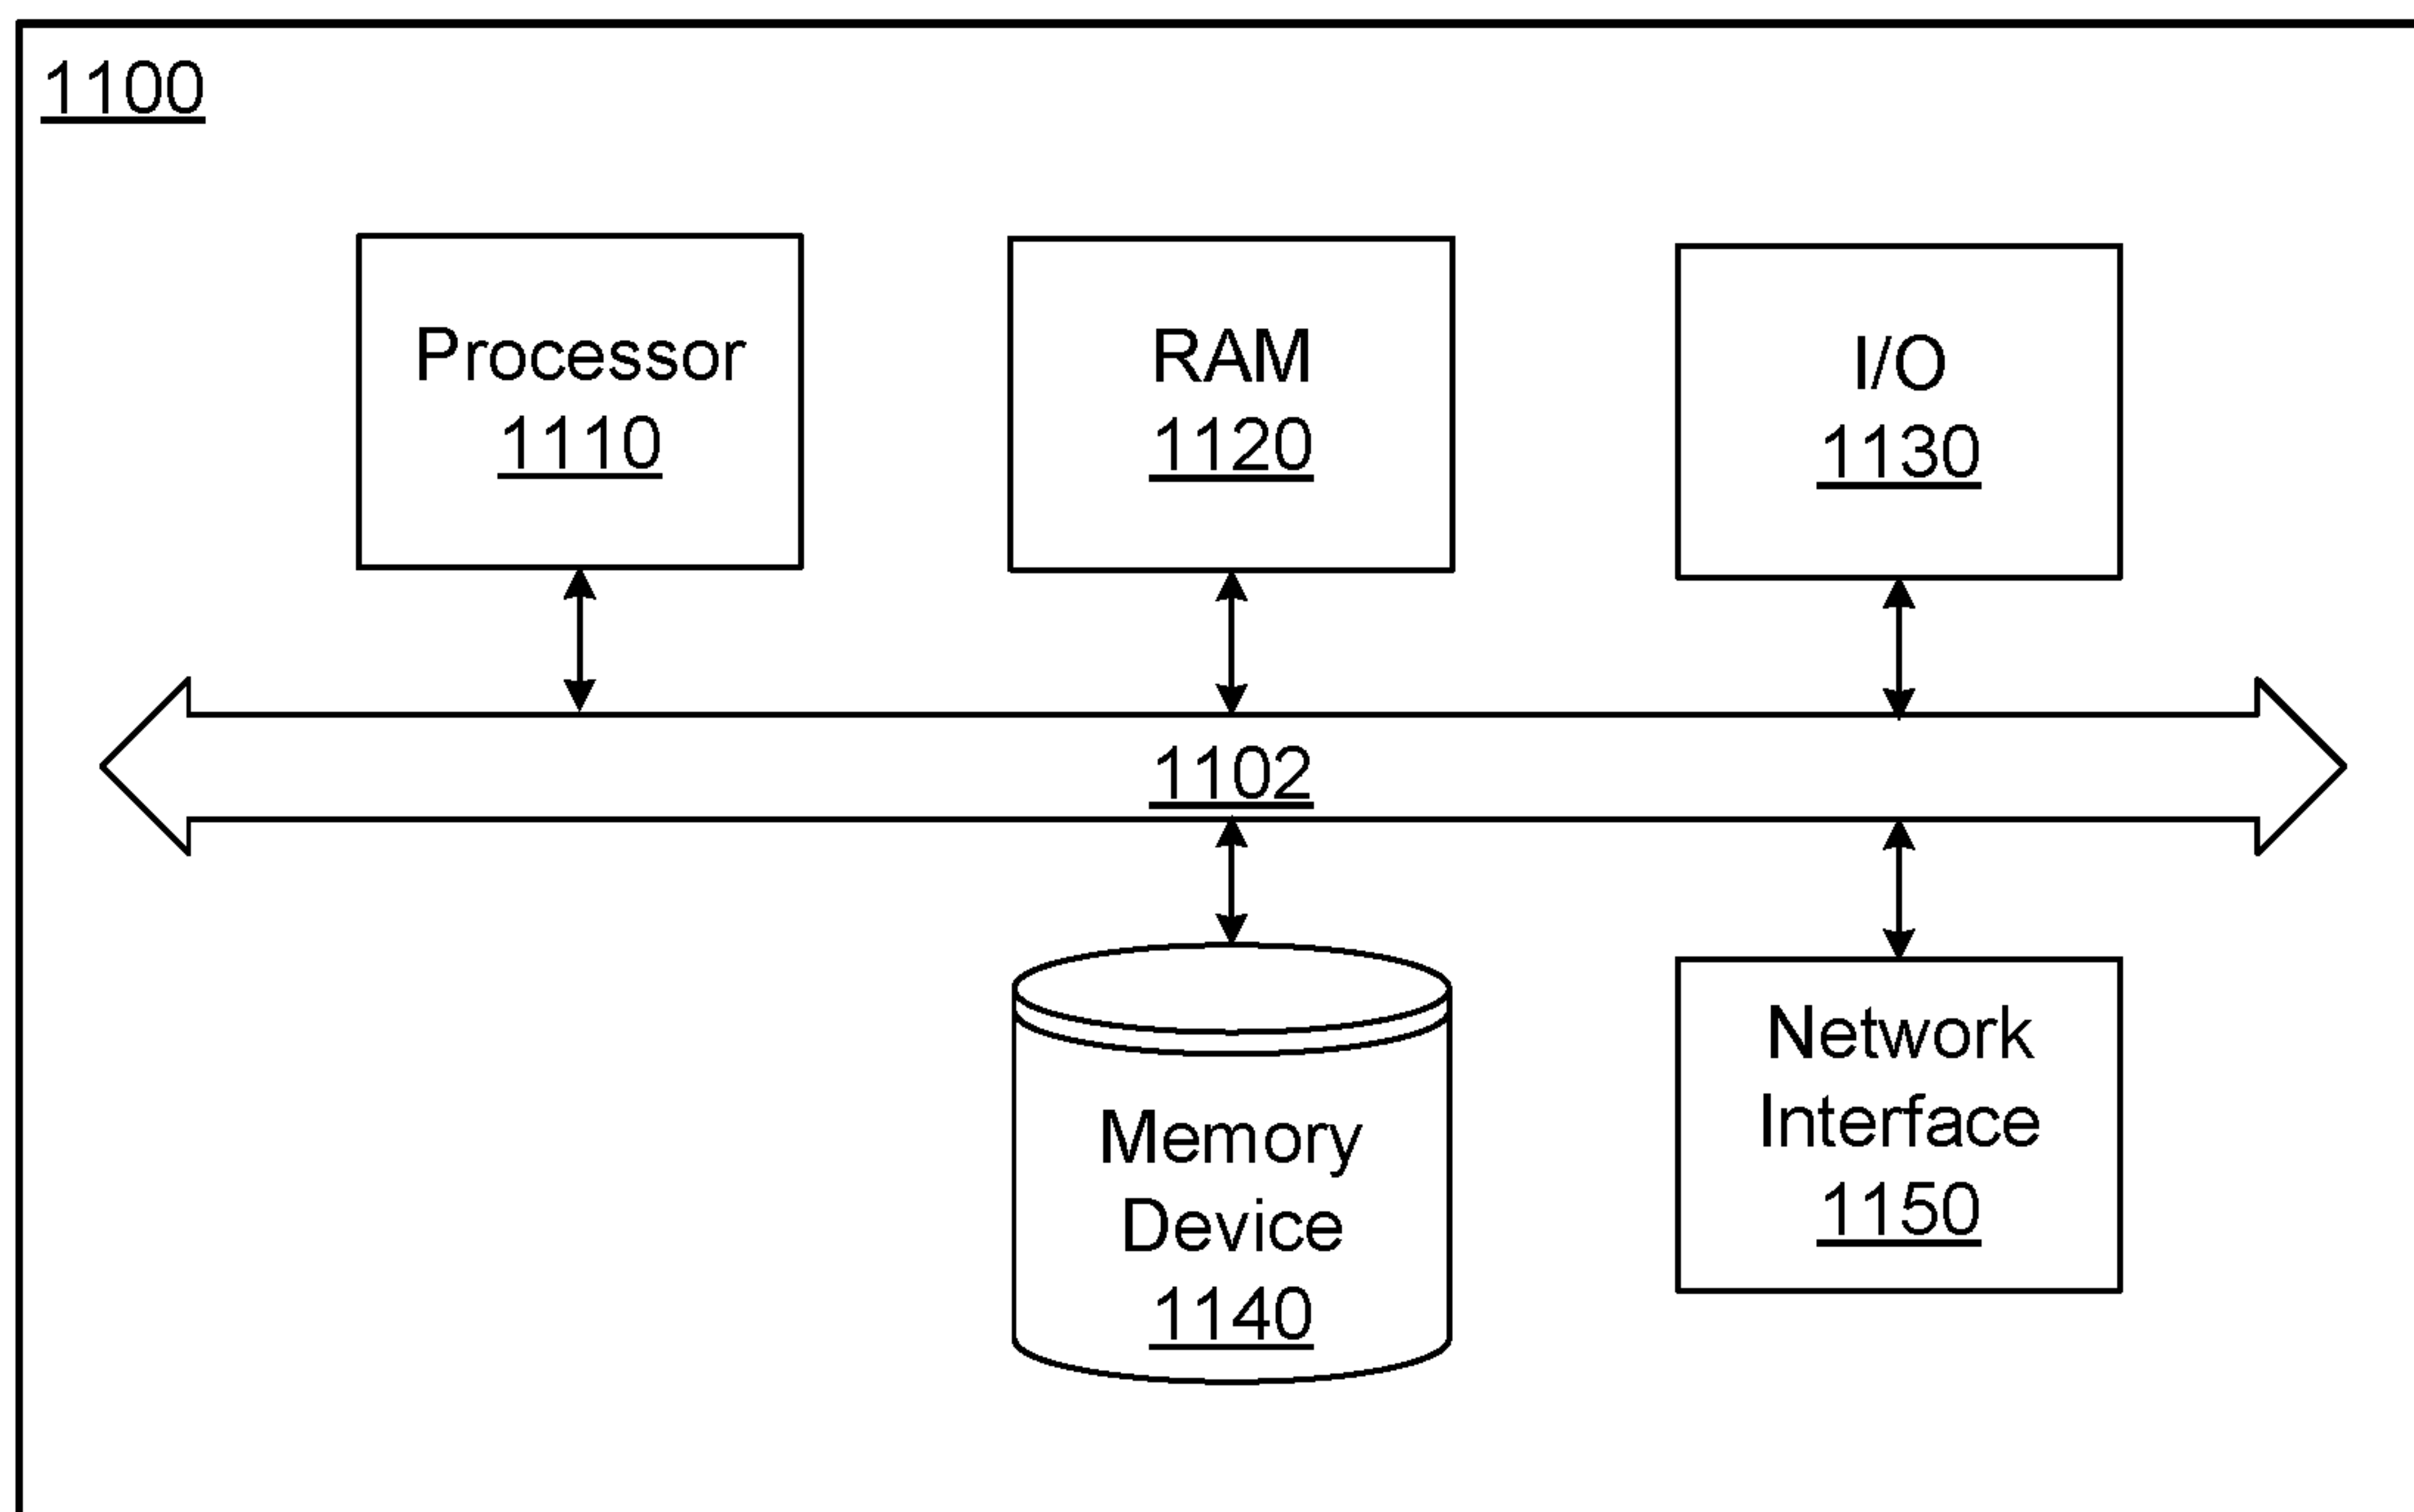 1100
Processor
1110
RAM
1120
I/O
1130
1102
Memory
Device
1140
Network
Interface
1150